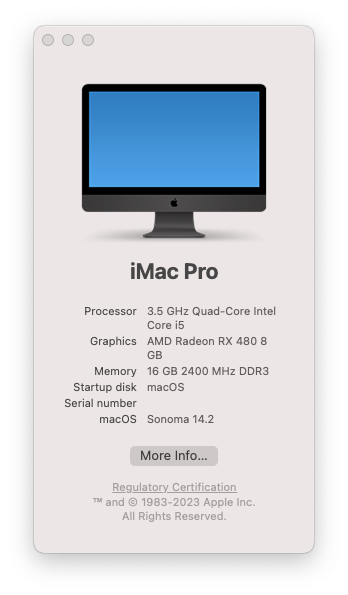 iMac Pro
Processor 3.5 GHz Quad-Core Intel
Core i5
Graphics AMD Radeon RX 480 8
GB
Memory 16 GB 2400 MHz DDR3
Startup disk macOS
Serial number
macOS Sonoma 14.2
More Info...
Regulatory Certification
™ and © 1983-2023 Apple Inc.
All Rights Reserved.